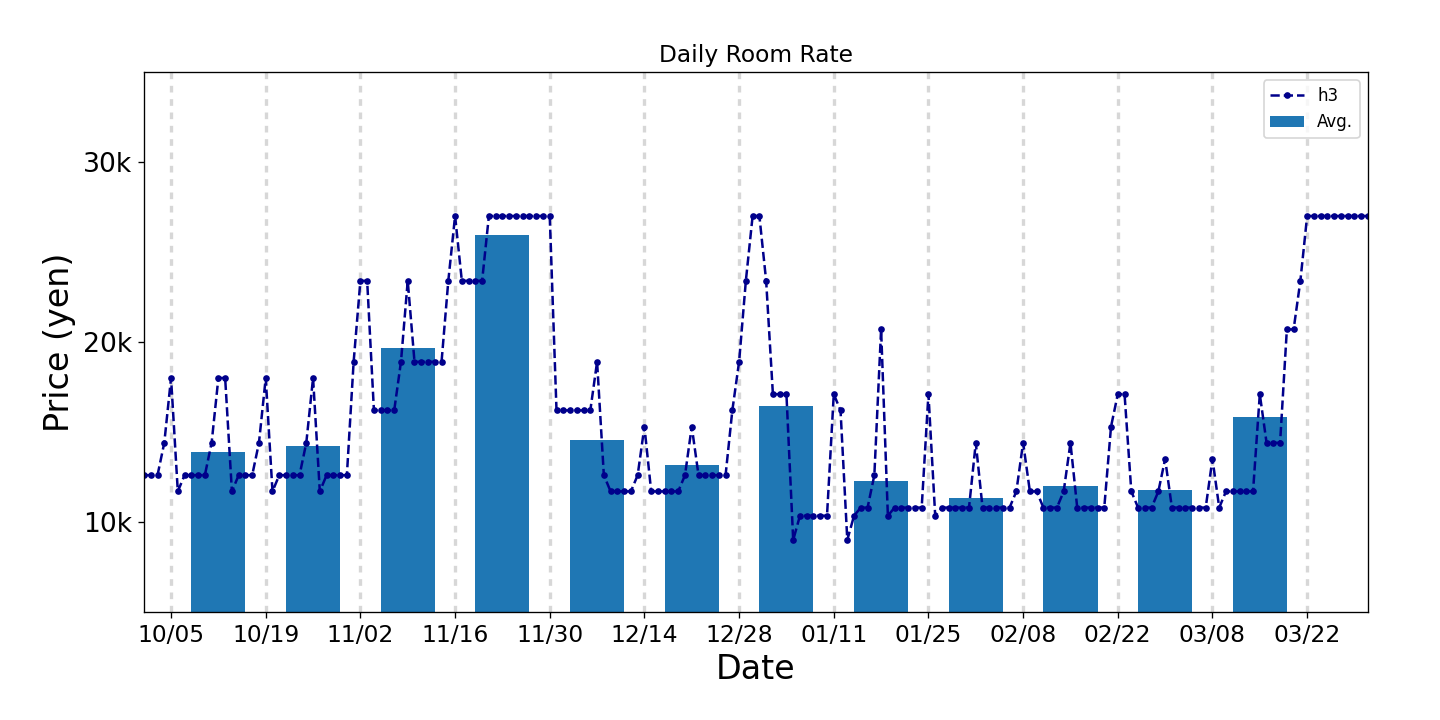 Daily Room Rate
h3
Avg.
Price (yen)
30k
20k
10k
10/05 10/19 11/02 11/16 11/30 12/14 12/28 01/11 01/25 02/08 02/22 03/08 03/22
Date